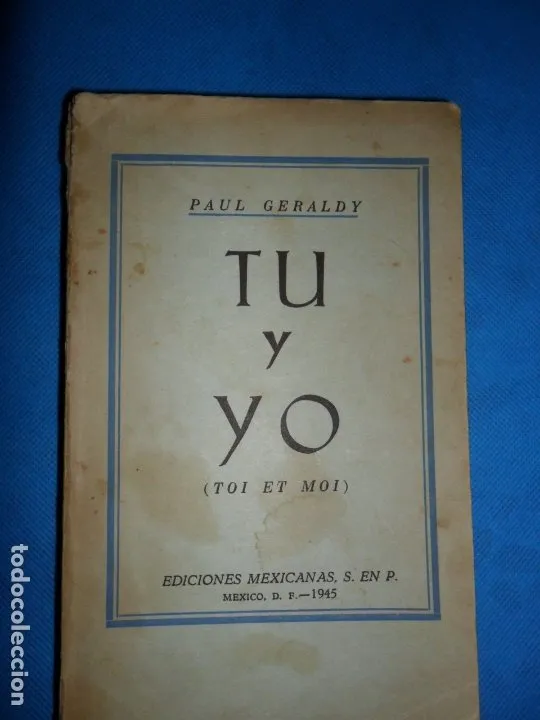 PAUL GERALDY
TU
Y
YO
(TOI ET MOI)
EDICIONES MEXICANAS, S. EN P.
MEXICO, D. F.—1945
todocoleccion